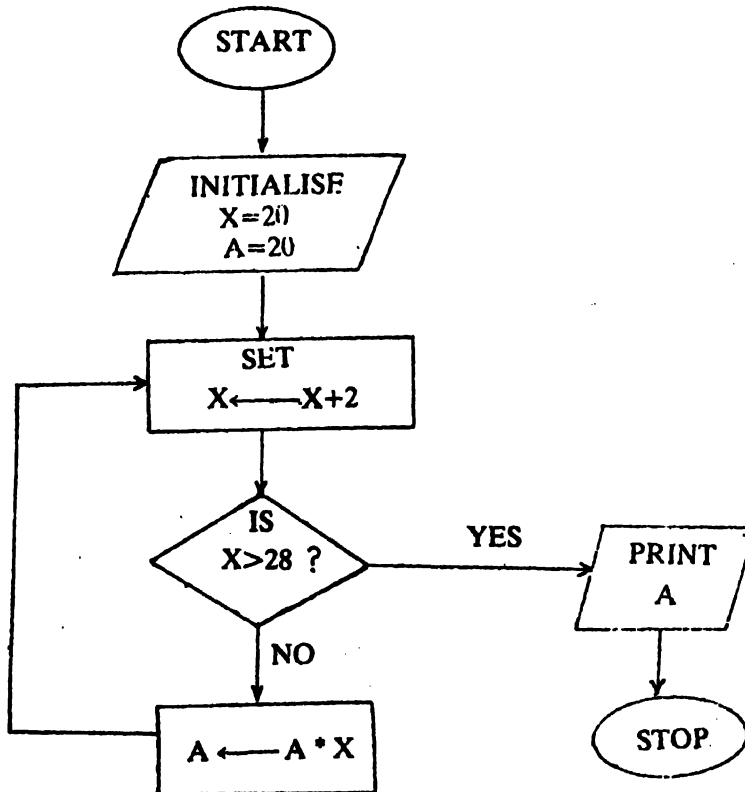 START
INITIALISE
X=20
A=20
SET
X←X+2
IS
X>28 ?
YES
PRINT
A
NO
A ← A * X
STOP